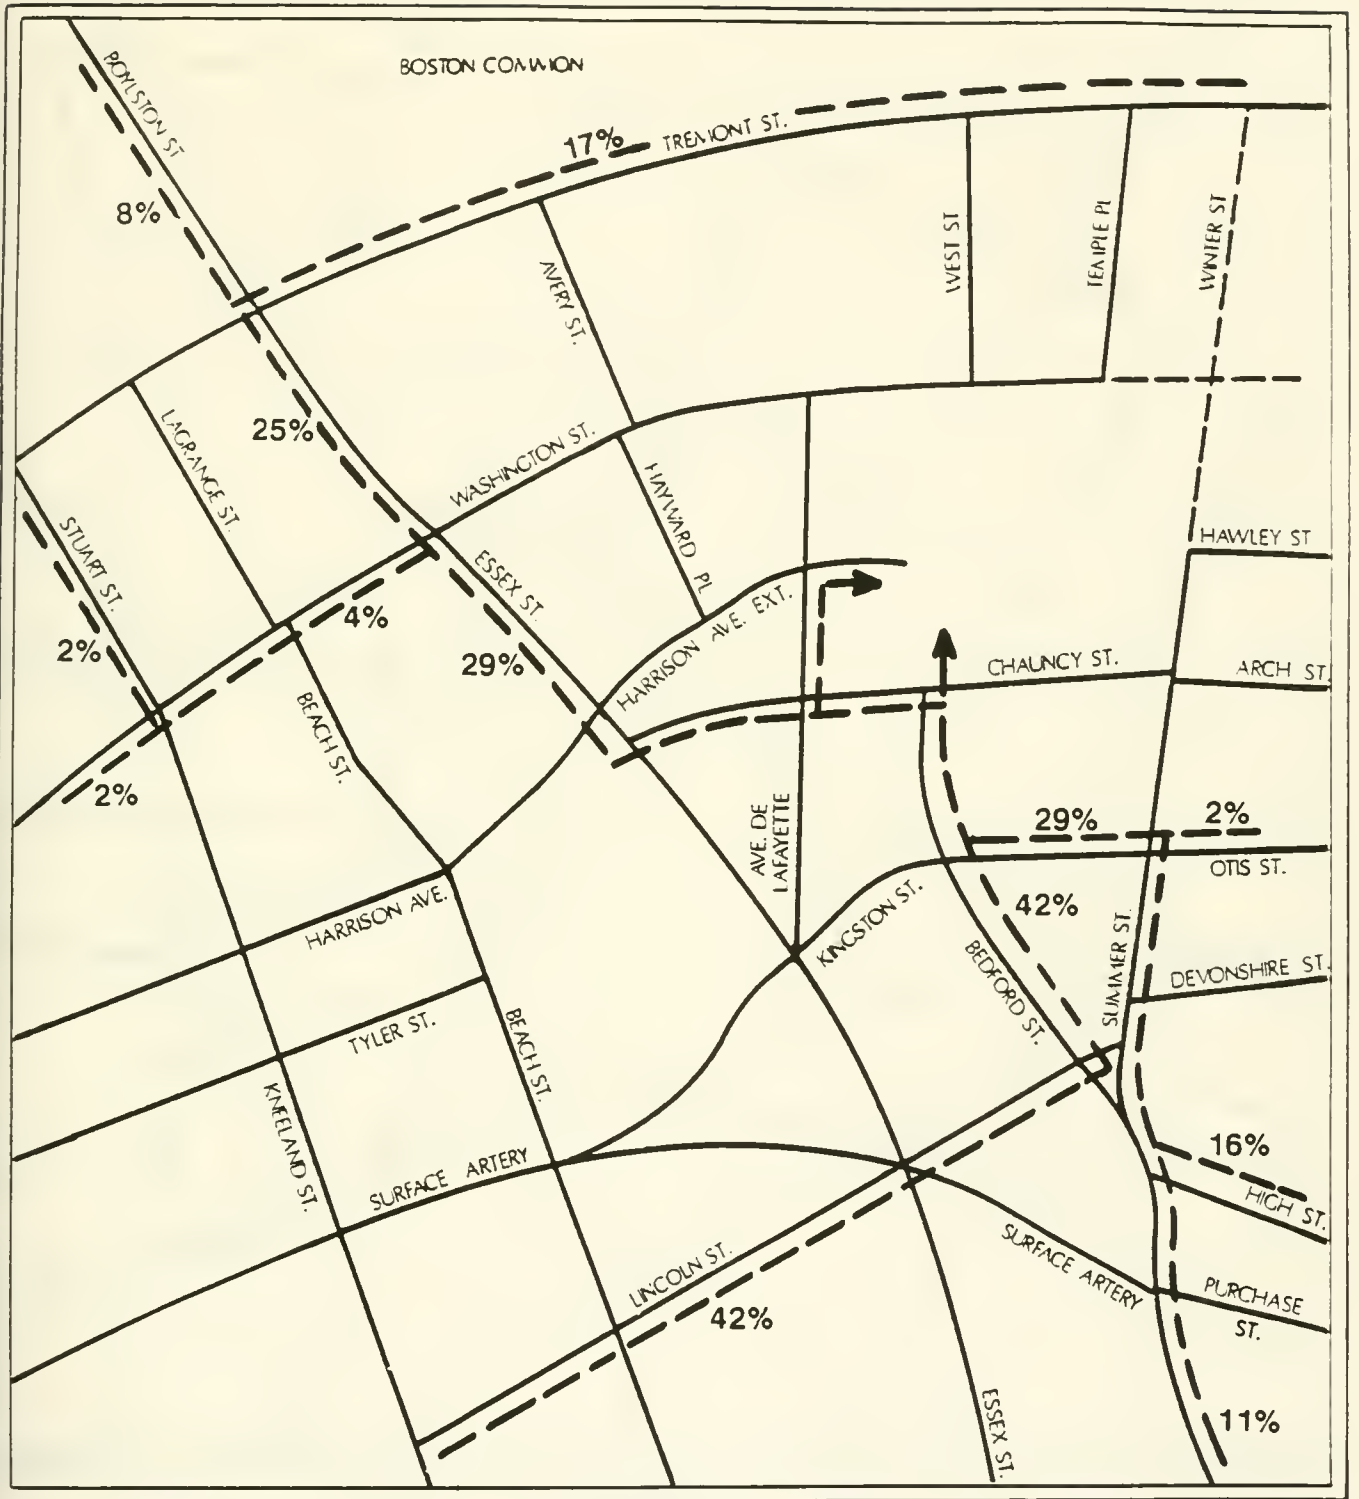 BOSTON COMMON
BOYLSTON ST
17%
TREMONT ST.
8%
AVERY ST.
WEST ST
TEMPLE Pl
WINTER ST
25%
LAGRANGE ST.
WASHINGTON ST.
HAYWARD Pl
STUART ST.
ESSEX ST.
HAWLEY ST
4%
2%
29%
HARRISON AVE. EXT.
CHAUNCY ST.
ARCH ST.
BEACH ST.
2%
AVE. DE
LAFAYETTE
29%
2%
OTIS ST.
HARRISON AVE.
KINGSTON ST.
42%
BEDFORD ST.
SUMMER ST.
DEVONSHIRE ST.
TYLER ST.
BEACH ST.
KNEELAND ST.
SURFACE ARTERY
16%
HIGH ST.
LINCOLN ST.
42%
SURFACE ARTERY
PURCHASE
ST.
ESSEX ST.
11%